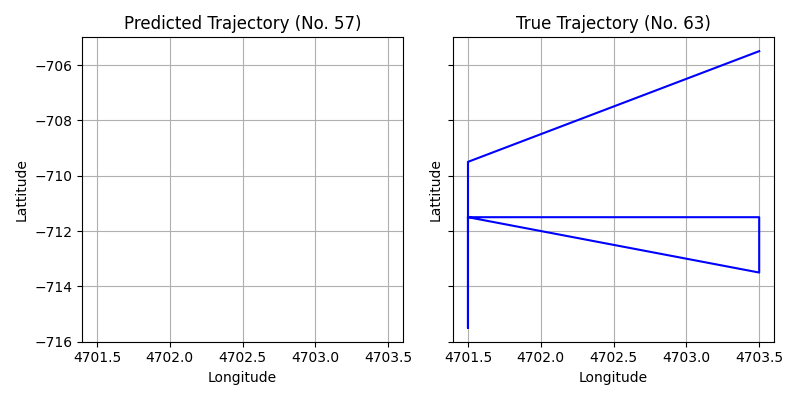 Predicted Trajectory (No. 57)
True Trajectory (No. 63)
−706
−708
−710
−712
−714
−716
Lattitude
Lattitude
4701.5 4702.0 4702.5 4703.0 4703.5
4701.5 4702.0 4702.5 4703.0 4703.5
Longitude
Longitude